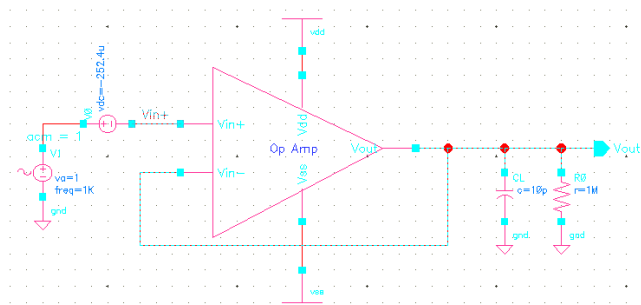 vdd
vdc=-252.4u
V0
Vin+
Vin+
Vdd
acm = .1
V1
Op Amp
Vout
Vout
va=1
freq=1K
Vin-
Vss
CL
c=10p
R0
r=1M
gnd
gnd
gnd
vss